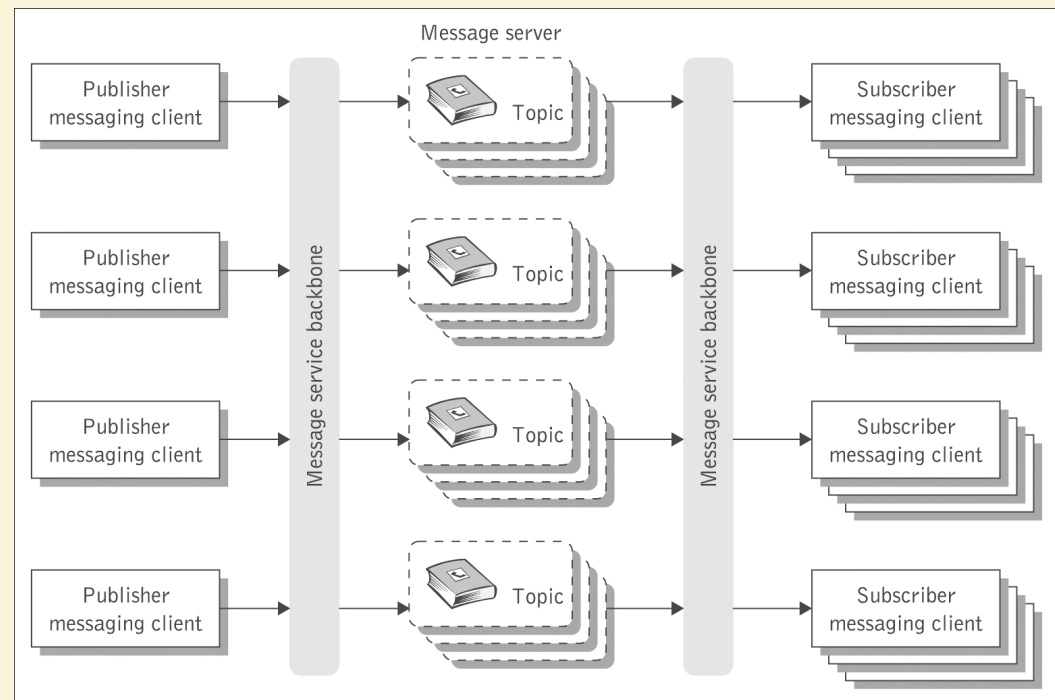 Message server
Publisher
messaging client
Topic
Subscriber
messaging client
Publisher
messaging client
Topic
Subscriber
messaging client
Message service backbone
Message service backbone
Publisher
messaging client
Topic
Subscriber
messaging client
Publisher
messaging client
Topic
Subscriber
messaging client